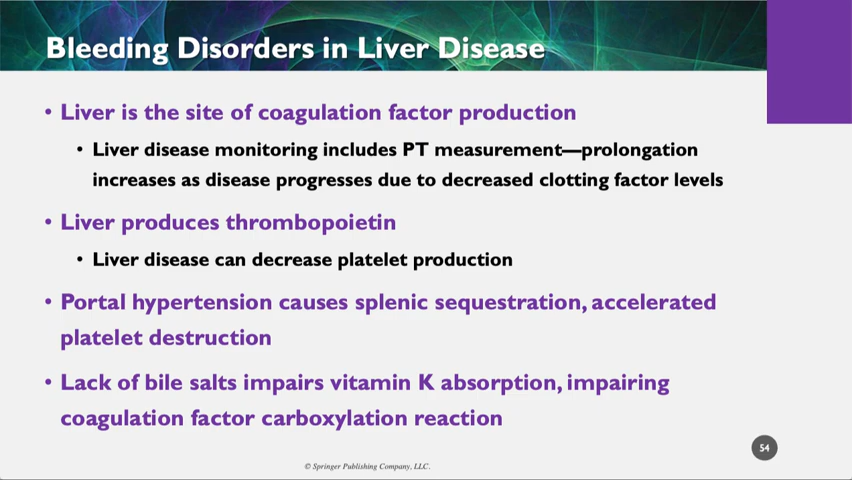 Bleeding Disorders in Liver Disease
• Liver is the site of coagulation factor production
• Liver disease monitoring includes PT measurement—prolongation
increases as disease progresses due to decreased clotting factor levels
• Liver produces thrombopoietin
• Liver disease can decrease platelet production
• Portal hypertension causes splenic sequestration, accelerated
platelet destruction
• Lack of bile salts impairs vitamin K absorption, impairing
coagulation factor carboxylation reaction
54
© Springer Publishing Company, LLC.